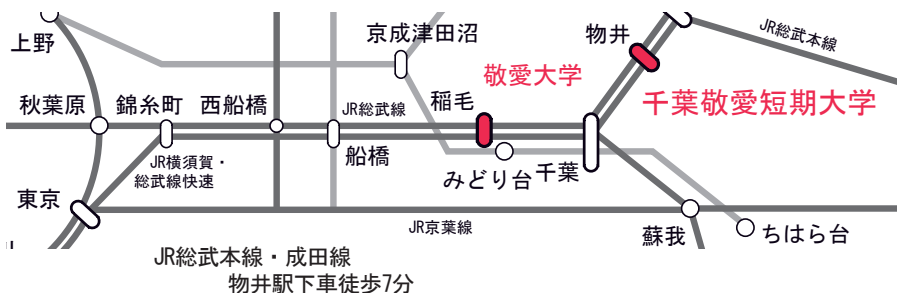 上野
京成津田沼
物井
JR総武本線
敬愛大学
千葉敬愛短期大学
秋葉原
錦糸町
西船橋
JR総武線
稲毛
JR横須賀・
総武線快速
船橋
みどり台
千葉
東京
JR京葉線
蘇我
ちはら台
JR総武本線・成田線
物井駅下車徒歩7分